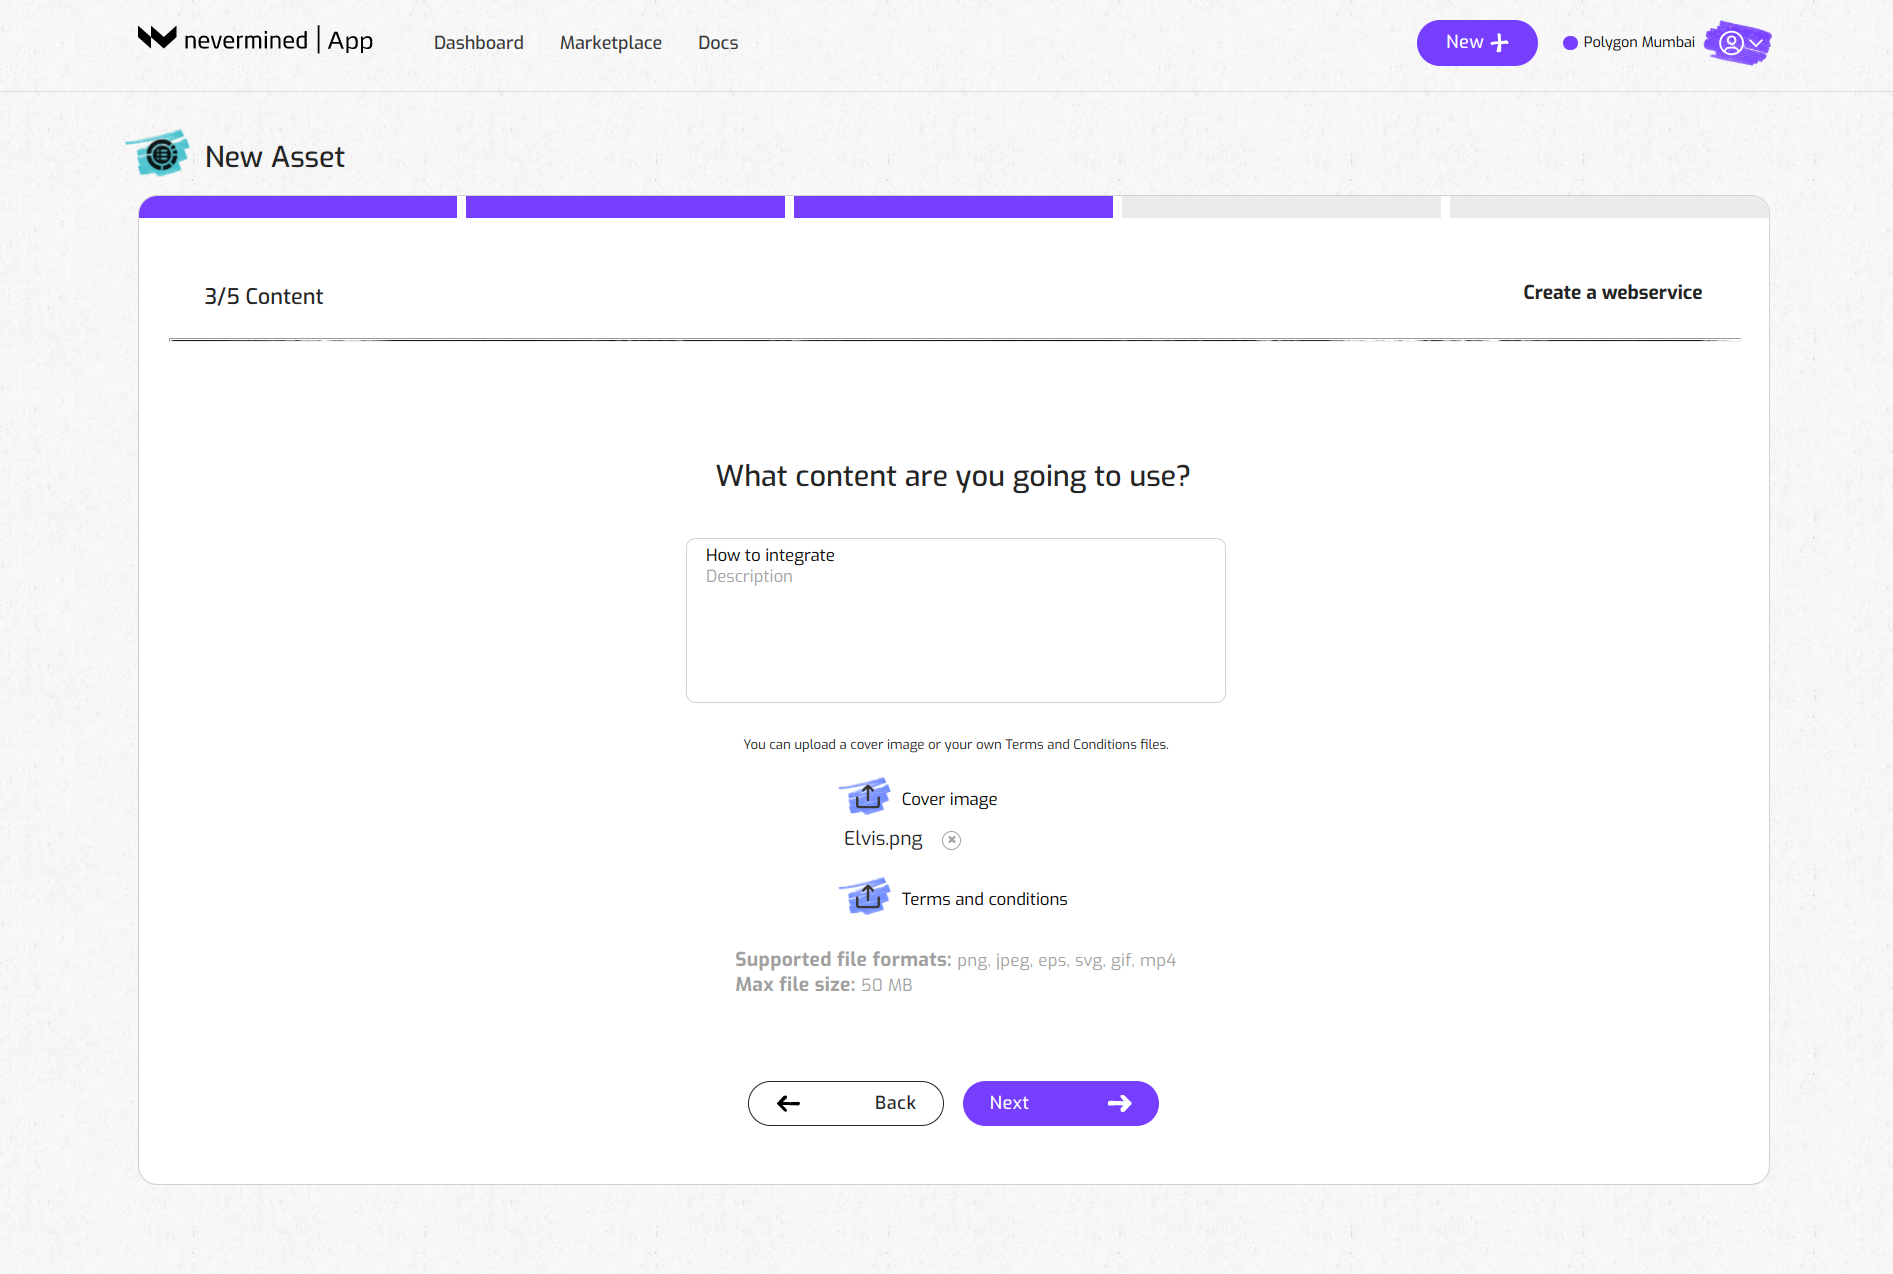 nevermined | App
Dashboard
Marketplace
Docs
New
Polygon Mumbai
New Asset
3/5 Content
Create a webservice
What content are you going to use?
How to integrate
Description
You can upload a cover image or your own Terms and Conditions files.
Cover image
Elvis.png
Terms and conditions
Supported file formats: png, jpeg, eps, svg, gif, mp4
Max file size: 50 MB
Back
Next